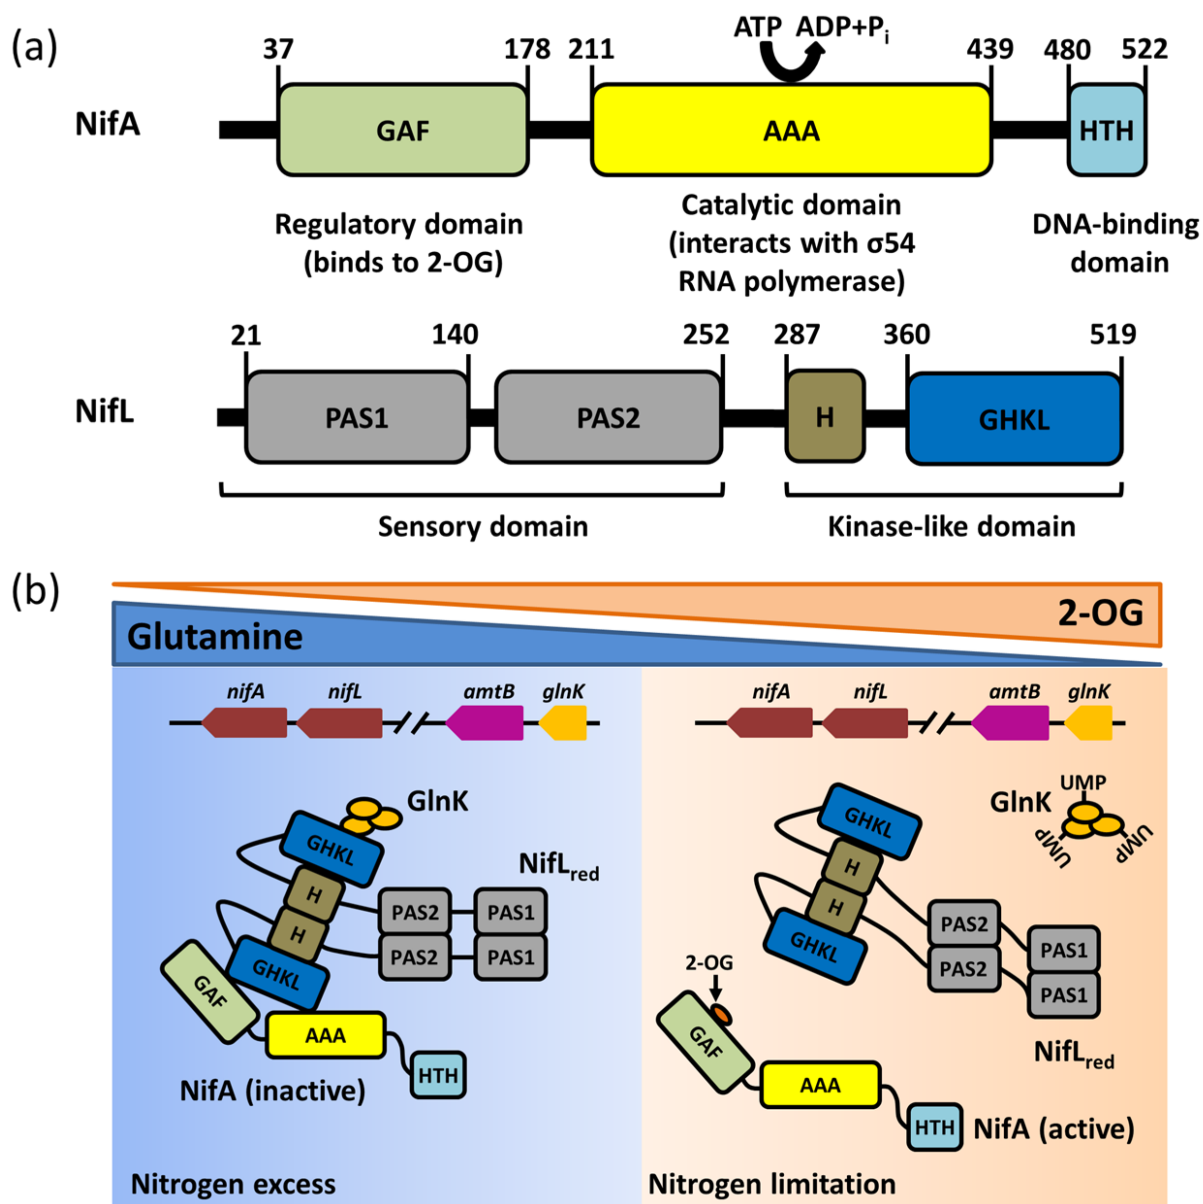 (a)
37 178 211 ATP ADP+Pi 439 480 522
NifA
GAF AAA HTH
Regulatory domain
(binds to 2-OG)
Catalytic domain
(interacts with σ54
RNA polymerase)
DNA-binding
domain
21 140 252 287 360 519
NifL
PAS1 PAS2 H GHKL
Sensory domain Kinase-like domain
(b)
2-OG
Glutamine
nifA nifL amtB glnK
GlnK
GHKL
NifLred
H
PAS2 PAS1
H
PAS2 PAS1
GHKL
GAF
AAA
HTH
NifA (inactive)
Nitrogen excess
nifA nifL amtB glnK
UMP
GlnK
UMP UMP
GHKL
H
H
PAS2
PAS1
GHKL
PAS2
PAS1
2-OG
NifLred
GAF
AAA
HTH
NifA (active)
Nitrogen limitation